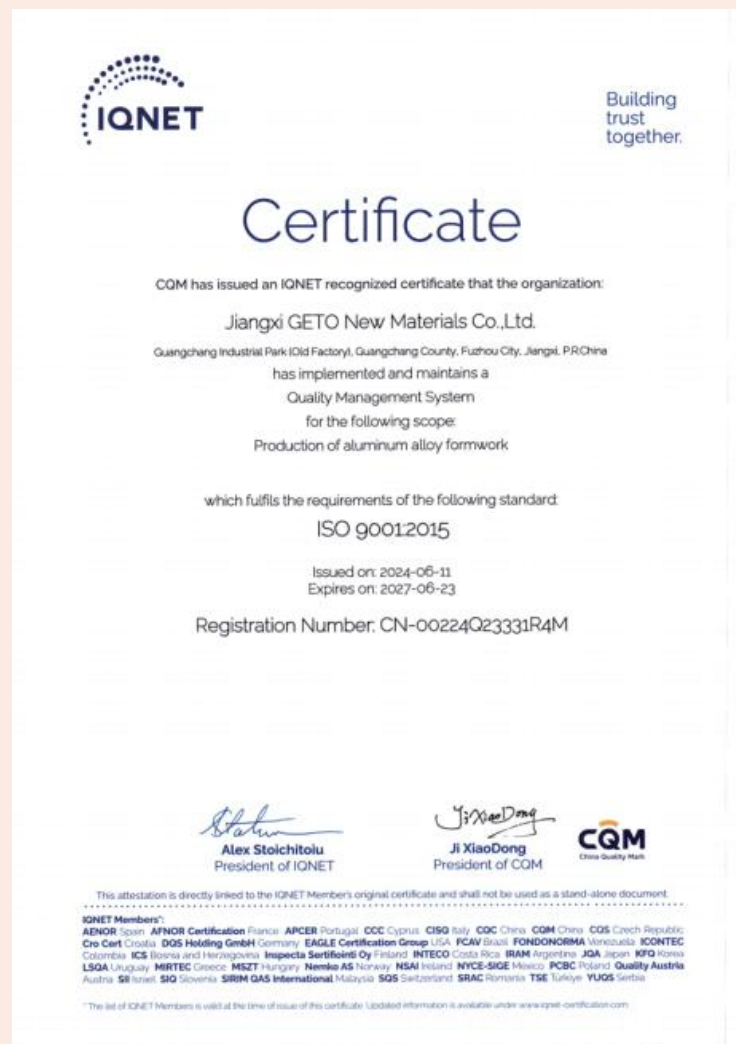 IQNET
Building
trust
together.
Certificate
CQM has issued an IQNET recognized certificate that the organization:
Jiangxi GETO New Materials Co.,Ltd.
Guangchang Industrial Park (Old Factory), Guangchang County, Fuzhou City, Jiangxi, P.R.China
has implemented and maintains a
Quality Management System
for the following scope:
Production of aluminum alloy formwork
which fulfils the requirements of the following standard:
ISO 9001:2015
Issued on: 2024-06-11
Expires on: 2027-06-23
Registration Number: CN-00224Q23331R4M
Alex Stoichitoiu
President of IQNET
Ji XiaoDong
Ji XiaoDong
President of CQM
CQM
China Quality Mark
This attestation is directly linked to the IQNET Member's original certificate and shall not be used as a stand-alone document.
IQNET Members*:
AENOR Spain AFNOR Certification France APCER Portugal CCC Cyprus CISQ Italy CQC China CQM China CQS Czech Republic
Cro Cert Croatia DQS Holding GmbH Germany EAGLE Certification Group USA FCAV Brazil FONDONORMA Venezuela ICONTEC
Colombia ICS Bosnia and Herzegovina Inspecta Sertifiointi Oy Finland INTECO Costa Rica IRAM Argentina JQA Japan KFQ Korea
LSQA Uruguay MIRTEC Greece MSZT Hungary Nemko AS Norway NSAI Ireland NYCE-SIGE Mexico PCBC Poland Quality Austria
Austria SII Israel SIQ Slovenia SIRIM QAS International Malaysia SQS Switzerland SRAC Romania TSE Türkiye YUQS Serbia
* The list of IQNET Members is valid at the time of issue of this certificate. Updated information is available under www.iqnet-certification.com